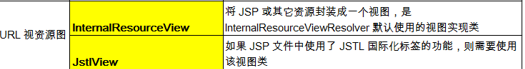 将 JSP 或其它资源封装成一个视图，是
InternalResourceView
InternalResourceViewResolver 默认使用的视图实现类
URL 视资源图
如果 JSP 文件中使用了 JSTL 国际化标签的功能，则需要使用
JstlView
该视图类